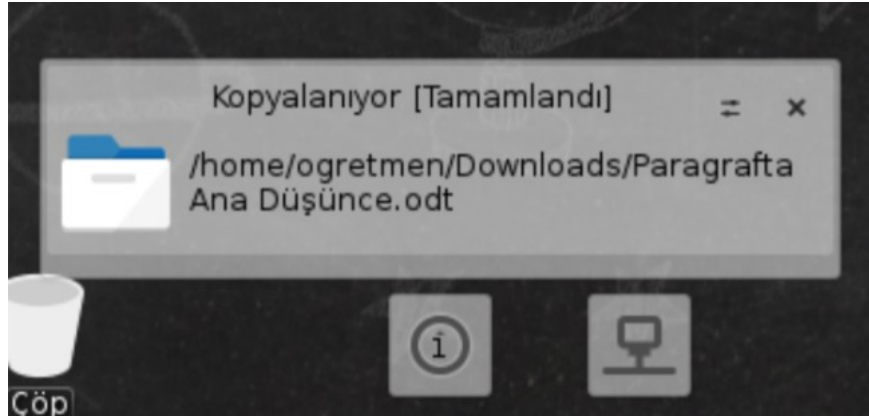 Kopyalanıyor [Tamamlandı]
/home/ogretmen/Downloads/Paragrafta
Ana Düşünce.odt
Çöp